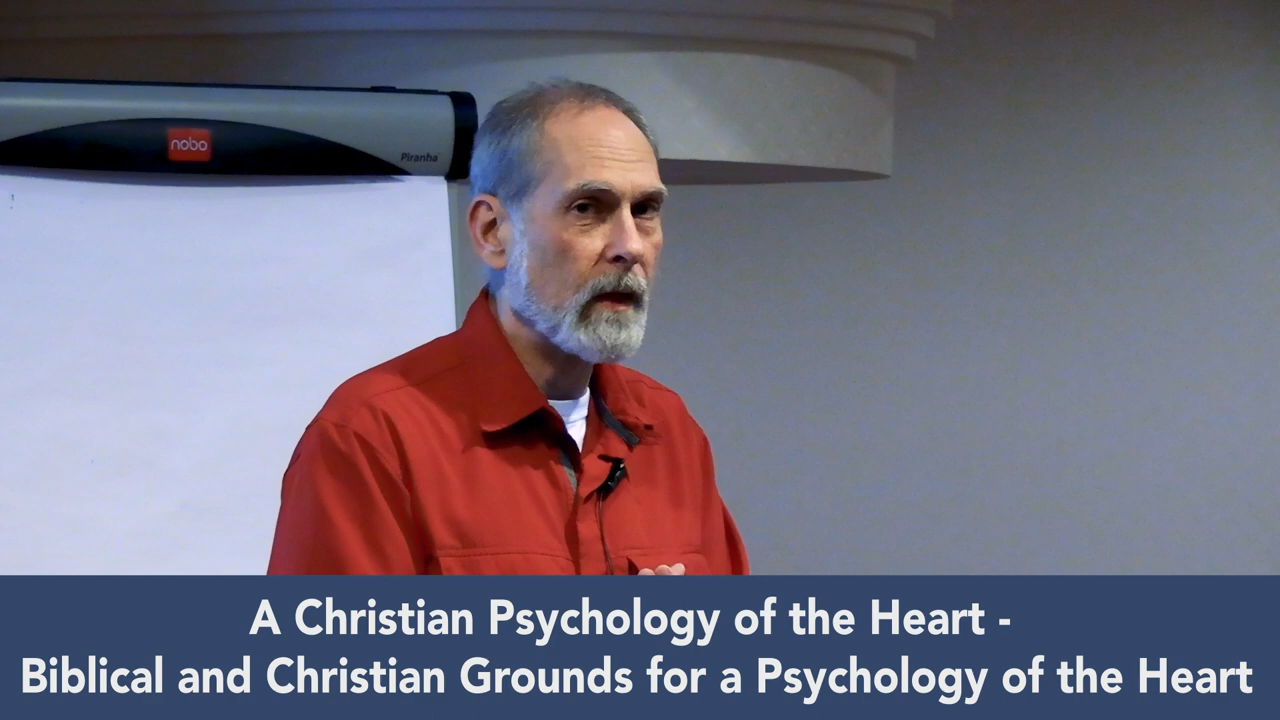 nobo
Piranha
A Christian Psychology of the Heart -
Biblical and Christian Grounds for a Psychology of the Heart